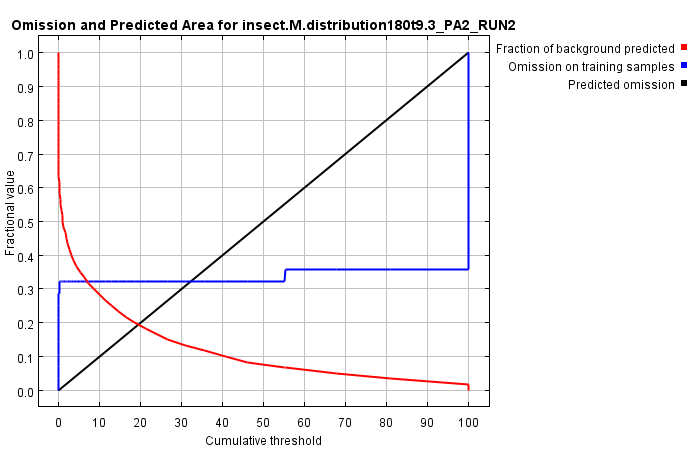 Omission and Predicted Area for insect.M.distribution180t9.3_PA2_RUN2
Fraction of background predicted
Omission on training samples
Predicted omission
Fractional value
1.0
0.9
0.8
0.7
0.6
0.5
0.4
0.3
0.2
0.1
0.0
0 10 20 30 40 50 60 70 80 90 100
Cumulative threshold